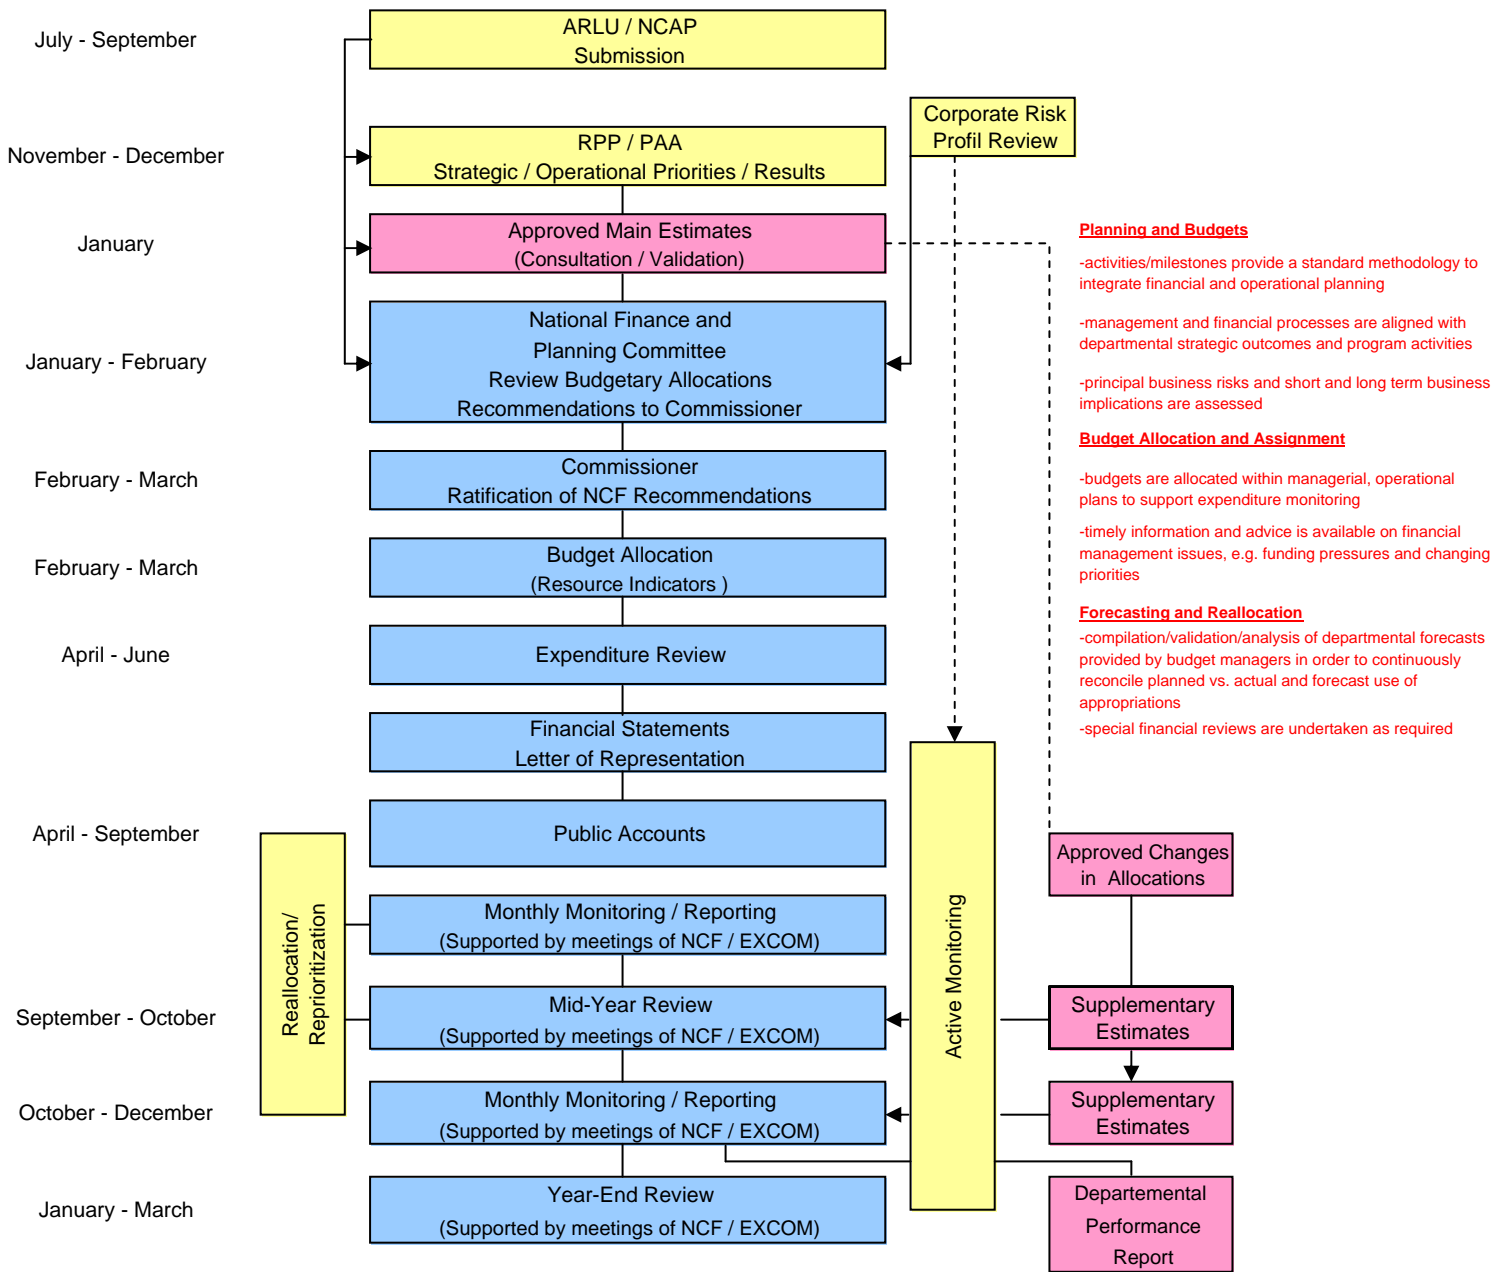 July - September
ARLU / NCAP
Submission
Corporate Risk
Profil Review
November - December
RPP / PAA
Strategic / Operational Priorities / Results
January
Approved Main Estimates
(Consultation / Validation)
January - February
National Finance and
Planning Committee
Review Budgetary Allocations
Recommendations to Commissioner
February - March
Commissioner
Ratification of NCF Recommendations
February - March
Budget Allocation
(Resource Indicators )
April - June
Expenditure Review
Financial Statements
Letter of Representation
April - September
Public Accounts
Reallocation/
Reprioritization
Monthly Monitoring / Reporting
(Supported by meetings of NCF / EXCOM)
September - October
Mid-Year Review
(Supported by meetings of NCF / EXCOM)
October - December
Monthly Monitoring / Reporting
(Supported by meetings of NCF / EXCOM)
January - March
Year-End Review
(Supported by meetings of NCF / EXCOM)
Active Monitoring
Planning and Budgets
-activities/milestones provide a standard methodology to
integrate financial and operational planning
-management and financial processes are aligned with
departmental strategic outcomes and program activities
-principal business risks and short and long term business
implications are assessed
Budget Allocation and Assignment
-budgets are allocated within managerial, operational
plans to support expenditure monitoring
-timely information and advice is available on financial
management issues, e.g. funding pressures and changing
priorities
Forecasting and Reallocation
-compilation/validation/analysis of departmental forecasts
provided by budget managers in order to continuously
reconcile planned vs. actual and forecast use of
appropriations
-special financial reviews are undertaken as required
Approved Changes
in Allocations
Supplementary
Estimates
Supplementary
Estimates
Departemental
Performance
Report